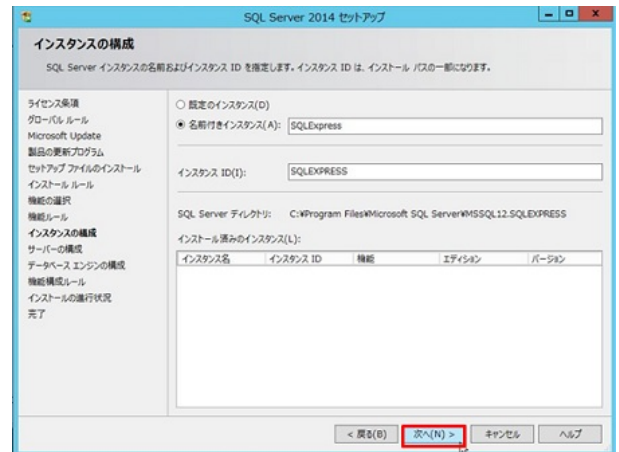 SQL Server 2014 セットアップ
インスタンスの構成
SQL Server インスタンスの名前およびインスタンス ID を指定します。インスタンス ID は、インストール パスの一部になります。
ライセンス条項
グローバル ルール
Microsoft Update
製品の更新プログラム
セットアップ ファイルのインストール
インストール ルール
機能の選択
機能ルール
インスタンスの構成
サーバーの構成
データベース エンジンの構成
機能構成ルール
インストールの進行状況
完了
既定のインスタンス(D)
名前付きインスタンス(A): SQLExpress
インスタンス ID(I): SQLEXPRESS
SQL Server ディレクトリ: C:¥Program Files¥Microsoft SQL Server¥MSSQL12.SQLEXPRESS
インストール済みのインスタンス(L):
インスタンス名 インスタンス ID 機能 エディション バージョン
< 戻る(B) 次へ(N) > キャンセル ヘルプ